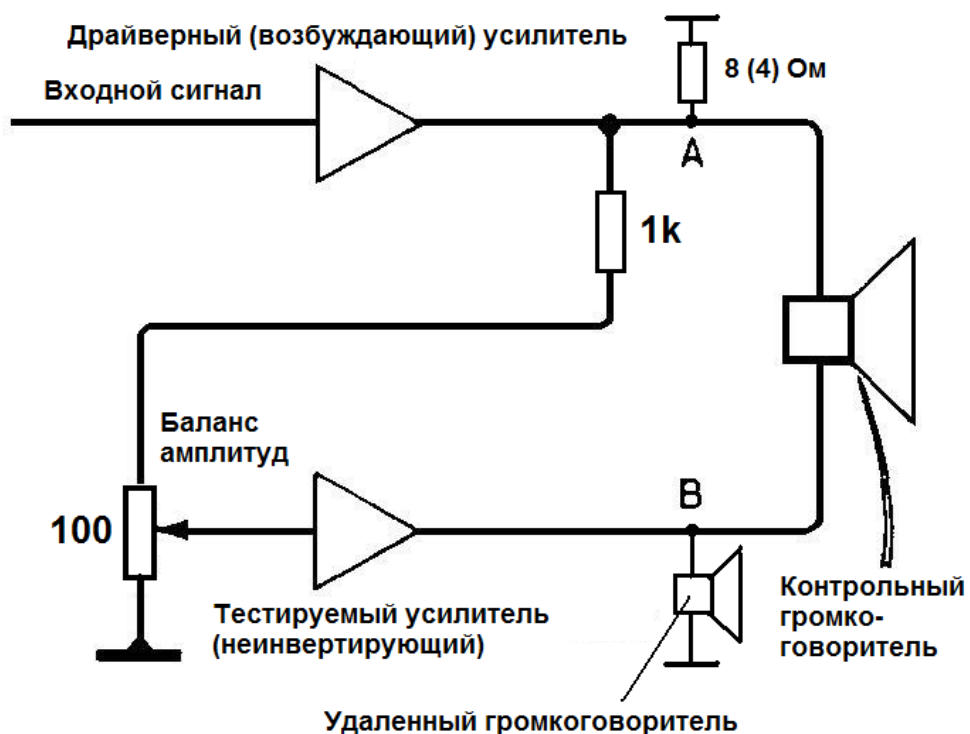 Драйверный (возбуждающий) усилитель
Входной сигнал
8 (4) Ом
A
1k
Баланс
амплитуд
100
B
Тестируемый усилитель
(неинвертирующий)
Контрольный
громко-
говоритель
Удаленный громкоговоритель